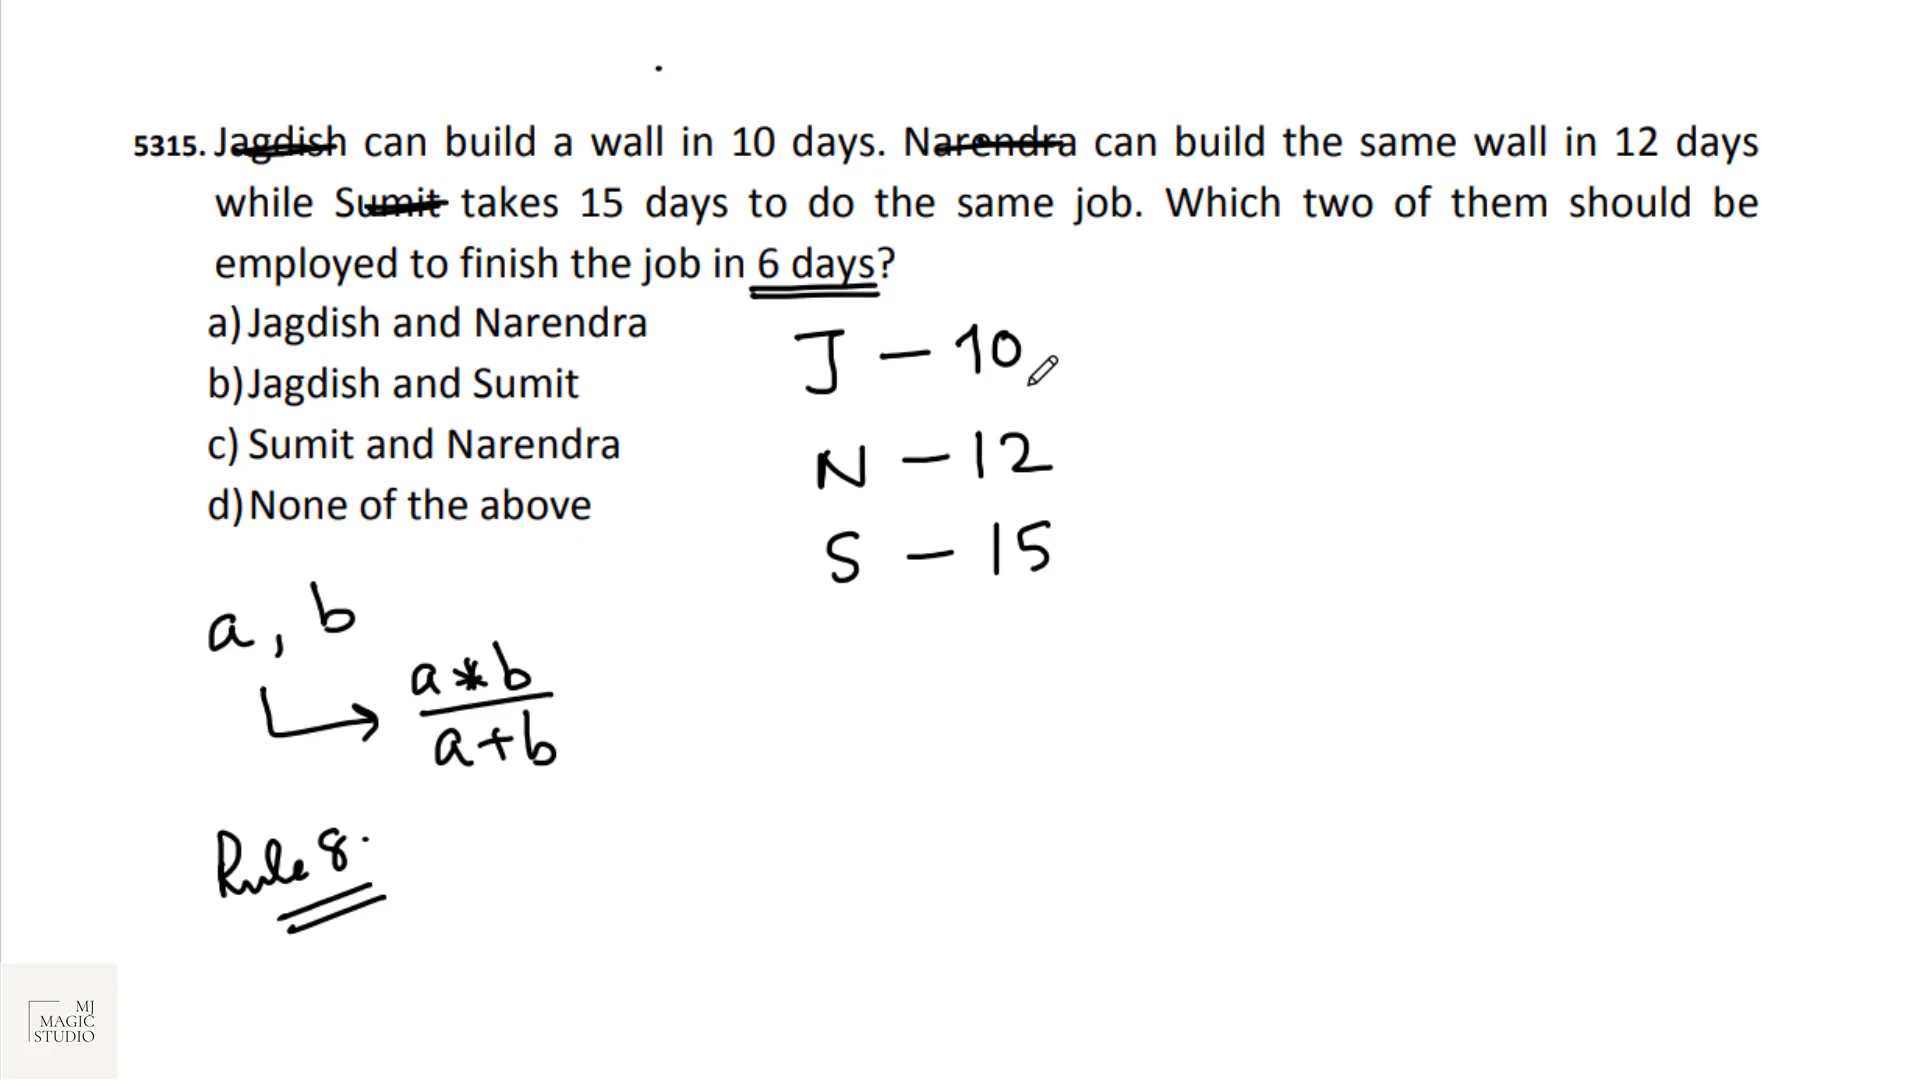 5315. Jagdish can build a wall in 10 days. Narendra can build the same wall in 12 days
while Sumit takes 15 days to do the same job. Which two of them should be
employed to finish the job in 6 days?
a) Jagdish and Narendra
b) Jagdish and Sumit
c) Sumit and Narendra
d) None of the above
J - 10
N - 12
S - 15
a, b
a*b
a+b
Rule 8.
MJ
MAGIC
STUDIO